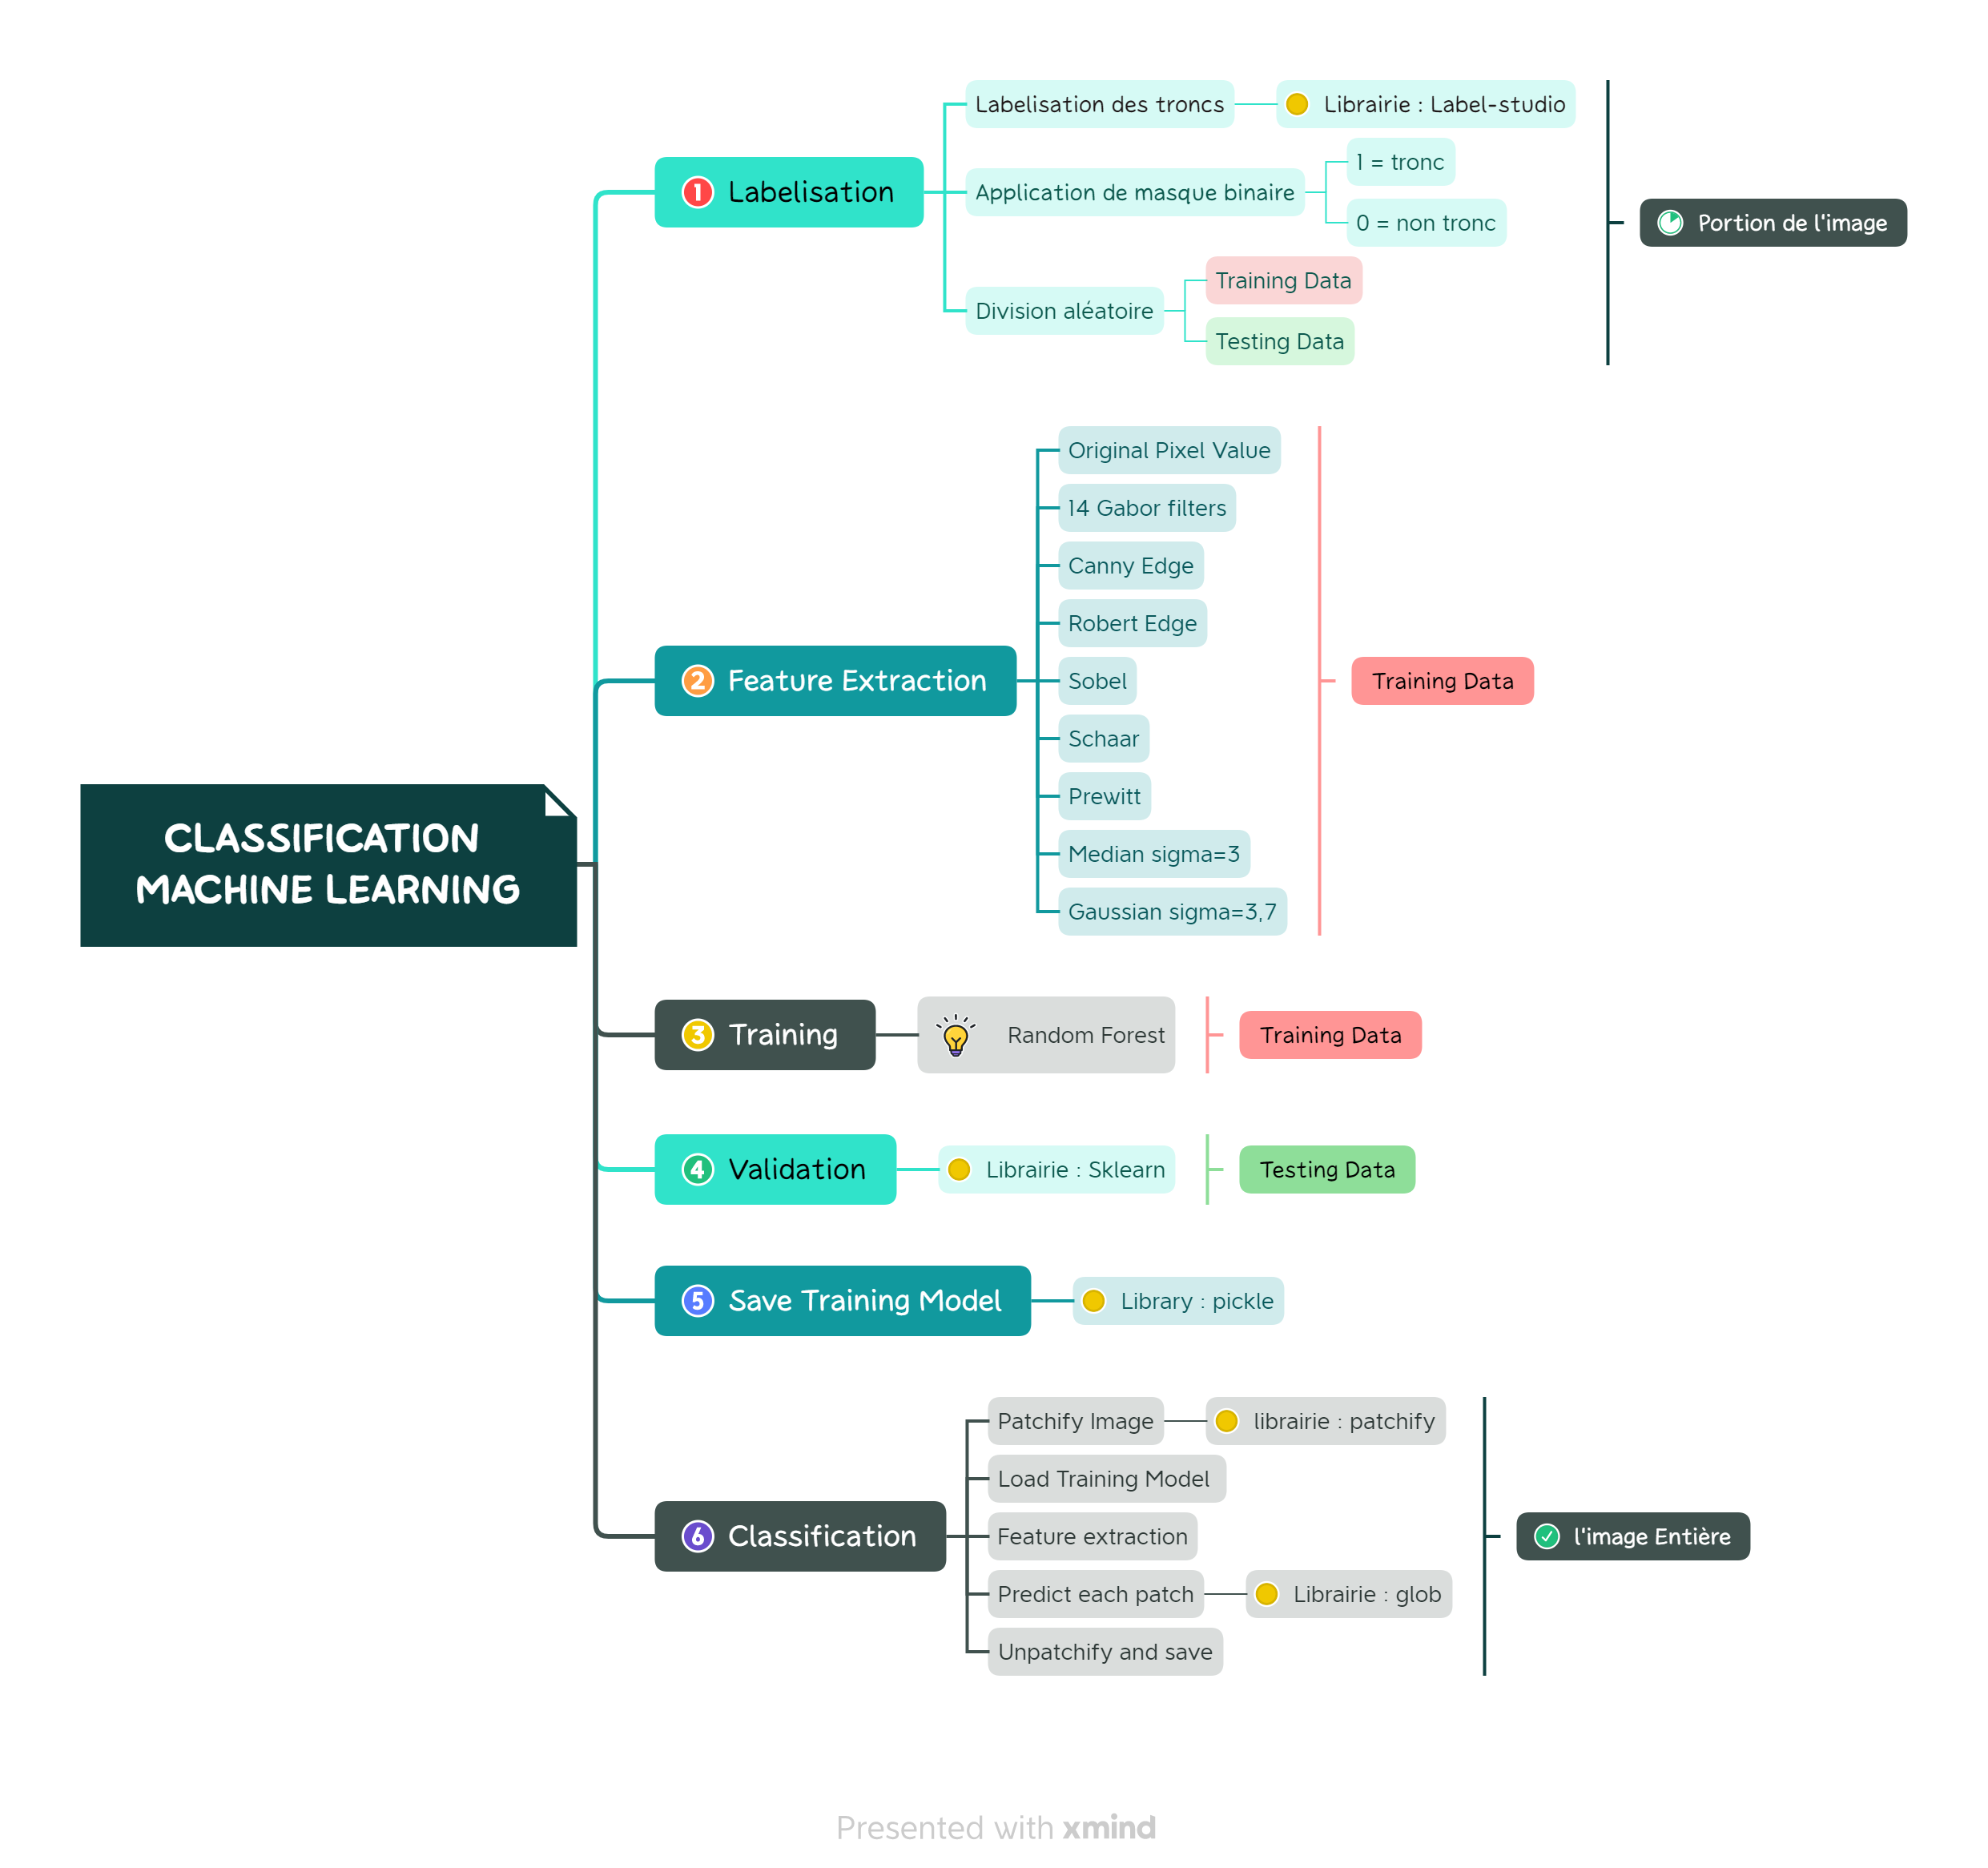 CLASSIFICATION
MACHINE LEARNING
1 Labelisation
Labelisation des troncs
Librairie : Label-studio
Application de masque binaire
1 = tronc
0 = non tronc
Division aléatoire
Training Data
Testing Data
Portion de l'image
2 Feature Extraction
Original Pixel Value
14 Gabor filters
Canny Edge
Robert Edge
Sobel
Schaar
Prewitt
Median sigma=3
Gaussian sigma=3,7
Training Data
3 Training
Random Forest
Training Data
4 Validation
Librairie : Sklearn
Testing Data
5 Save Training Model
Library : pickle
6 Classification
Patchify Image
librairie : patchify
Load Training Model
Feature extraction
Predict each patch
Librairie : glob
Unpatchify and save
l'image Entière
Presented with xmind